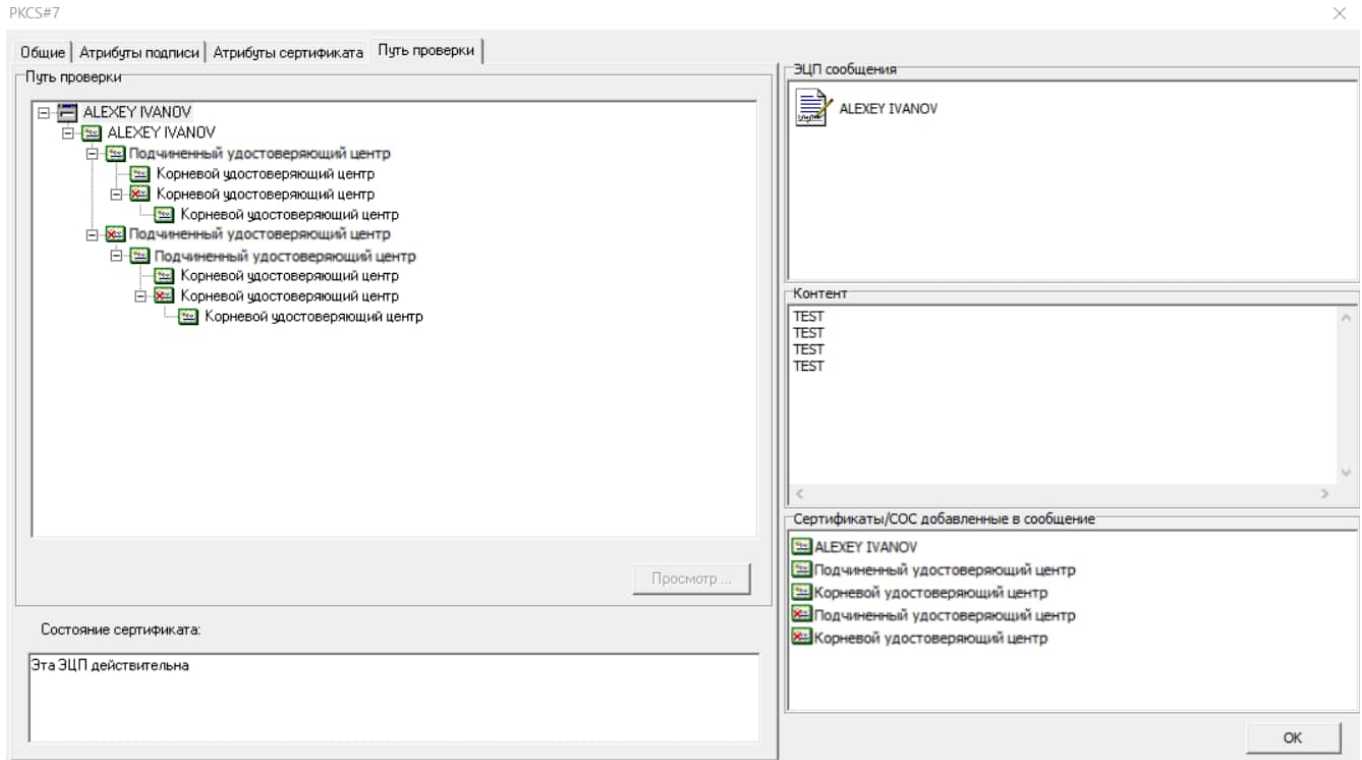 PKCS#7
Общие
Атрибуты подписи
Атрибуты сертификата
Путь проверки
Путь проверки
ALEXEY IVANOV
ALEXEY IVANOV
Подчиненный удостоверяющий центр
Корневой удостоверяющий центр
Корневой удостоверяющий центр
Корневой удостоверяющий центр
Подчиненный удостоверяющий центр
Подчиненный удостоверяющий центр
Корневой удостоверяющий центр
Корневой удостоверяющий центр
Корневой удостоверяющий центр
Просмотр ...
Состояние сертификата:
Эта ЭЦП действительна
ЭЦП сообщения
ALEXEY IVANOV
Контент
TEST
TEST
TEST
TEST
Сертификаты/СОС добавленные в сообщение
ALEXEY IVANOV
Подчиненный удостоверяющий центр
Корневой удостоверяющий центр
Подчиненный удостоверяющий центр
Корневой удостоверяющий центр
OK